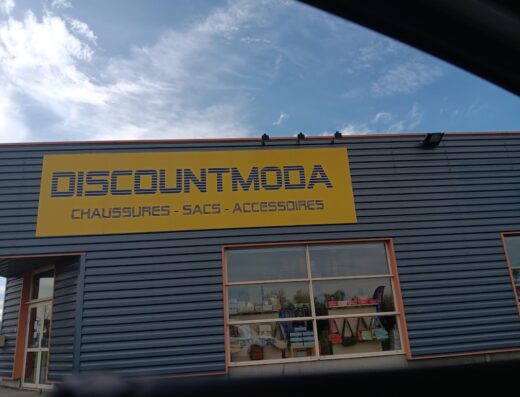 DISCOUNTMODA
CHAUSSURES - SACS - ACCESSOIRES